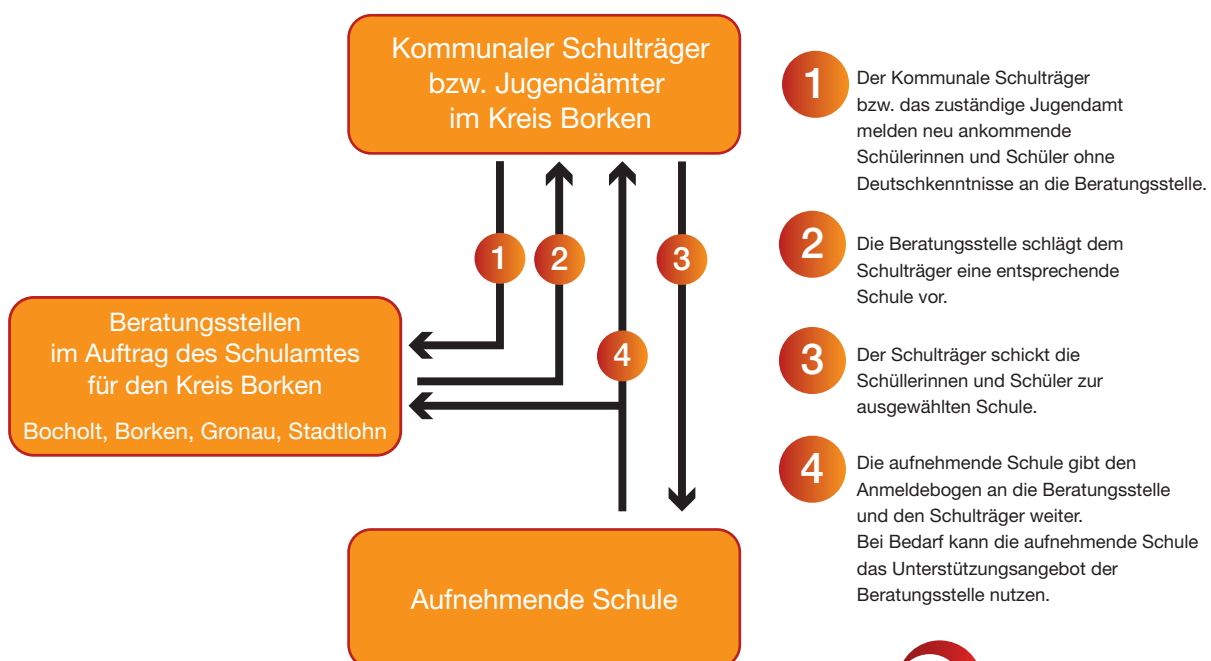 Kommunaler Schulträger
bzw. Jugendämter
im Kreis Borken
1
2
3
4
Beratungsstellen
im Auftrag des Schulamtes
für den Kreis Borken
Bocholt, Borken, Gronau, Stadtlohn
Aufnehmende Schule
1
Der Kommunale Schulträger
bzw. das zuständige Jugendamt
melden neu ankommende
Schülerinnen und Schüler ohne
Deutschkenntnisse an die Beratungsstelle.
2
Die Beratungsstelle schlägt dem
Schulträger eine entsprechende
Schule vor.
3
Der Schulträger schickt die
Schüllerinnen und Schüler zur
ausgewählten Schule.
4
Die aufnehmende Schule gibt den
Anmeldebogen an die Beratungsstelle
und den Schulträger weiter.
Bei Bedarf kann die aufnehmende Schule
das Unterstützungsangebot der
Beratungsstelle nutzen.